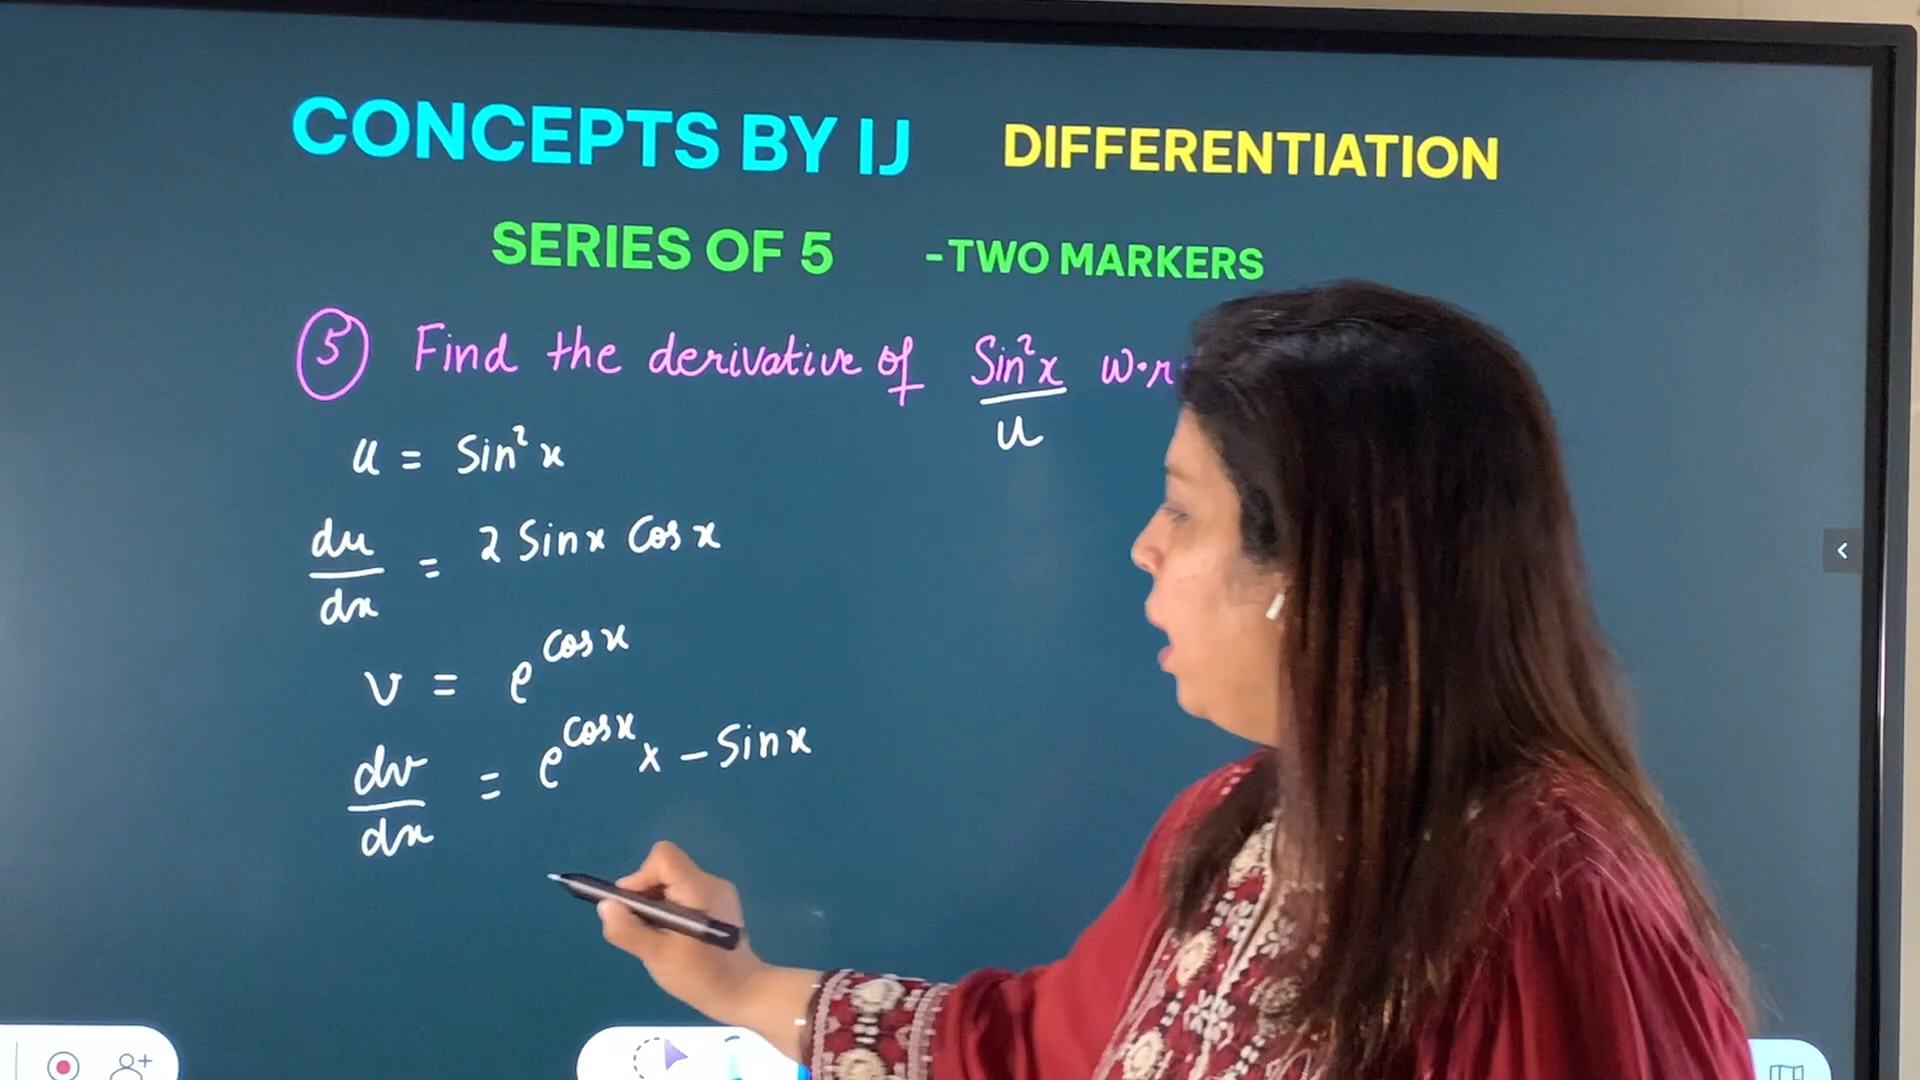 CONCEPTS BY IJ DIFFERENTIATION
SERIES OF 5 -TWO MARKERS
5 Find the derivative of Sin²x w.r
u
u = Sin²x
du/dx = 2 Sinx Cosx
v = e^Cosx
dv/dx = e^Cosx x - Sinx